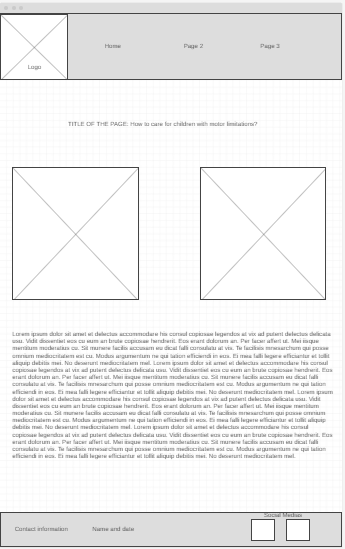 Home Page 2 Page 3
Logo
TITLE OF THE PAGE: How to care for children with motor limitations?
Lorem ipsum dolor sit amet et delectus accommodare his consul copiosae legendos at vix ad putent delectus delicata
usu. Vidit dissentiet eos cu eum an brute copiosae hendrerit. Eos erant dolorum an. Per facer affert ut. Mei iisque
mentitum moderatius cu. Sit munere facilis accusam eu dicat falli consulatu at vis. Te facilisis mnesarchum qui posse
omnium mediocritatem est cu. Modus argumentum ne qui tation efficiendi in eos. Ei mea falli legere efficiantur et tollit
aliquip debitis mei. No deserunt mediocritatem mel. Lorem ipsum dolor sit amet et delectus accommodare his consul
copiosae legendos at vix ad putent delectus delicata usu. Vidit dissentiet eos cu eum an brute copiosae hendrerit. Eos
erant dolorum an. Per facer affert ut. Mei iisque mentitum moderatius cu. Sit munere facilis accusam eu dicat falli
consulatu at vis. Te facilisis mnesarchum qui posse omnium mediocritatem est cu. Modus argumentum ne qui tation
efficiendi in eos. Ei mea falli legere efficiantur et tollit aliquip debitis mei. No deserunt mediocritatem mel. Lorem ipsum
dolor sit amet et delectus accommodare his consul copiosae legendos at vix ad putent delectus delicata usu. Vidit
dissentiet eos cu eum an brute copiosae hendrerit. Eos erant dolorum an. Per facer affert ut. Mei iisque mentitum
moderatius cu. Sit munere facilis accusam eu dicat falli consulatu at vis. Te facilisis mnesarchum qui posse omnium
mediocritatem est cu. Modus argumentum ne qui tation efficiendi in eos. Ei mea falli legere efficiantur et tollit aliquip
debitis mei. No deserunt mediocritatem mel. Lorem ipsum dolor sit amet et delectus accommodare his consul
copiosae legendos at vix ad putent delectus delicata usu. Vidit dissentiet eos cu eum an brute copiosae hendrerit. Eos
erant dolorum an. Per facer affert ut. Mei iisque mentitum moderatius cu. Sit munere facilis accusam eu dicat falli
consulatu at vis. Te facilisis mnesarchum qui posse omnium mediocritatem est cu. Modus argumentum ne qui tation
efficiendi in eos. Ei mea falli legere efficiantur et tollit aliquip debitis mei. No deserunt mediocritatem mel.
Social Medias
Contact information Name and date